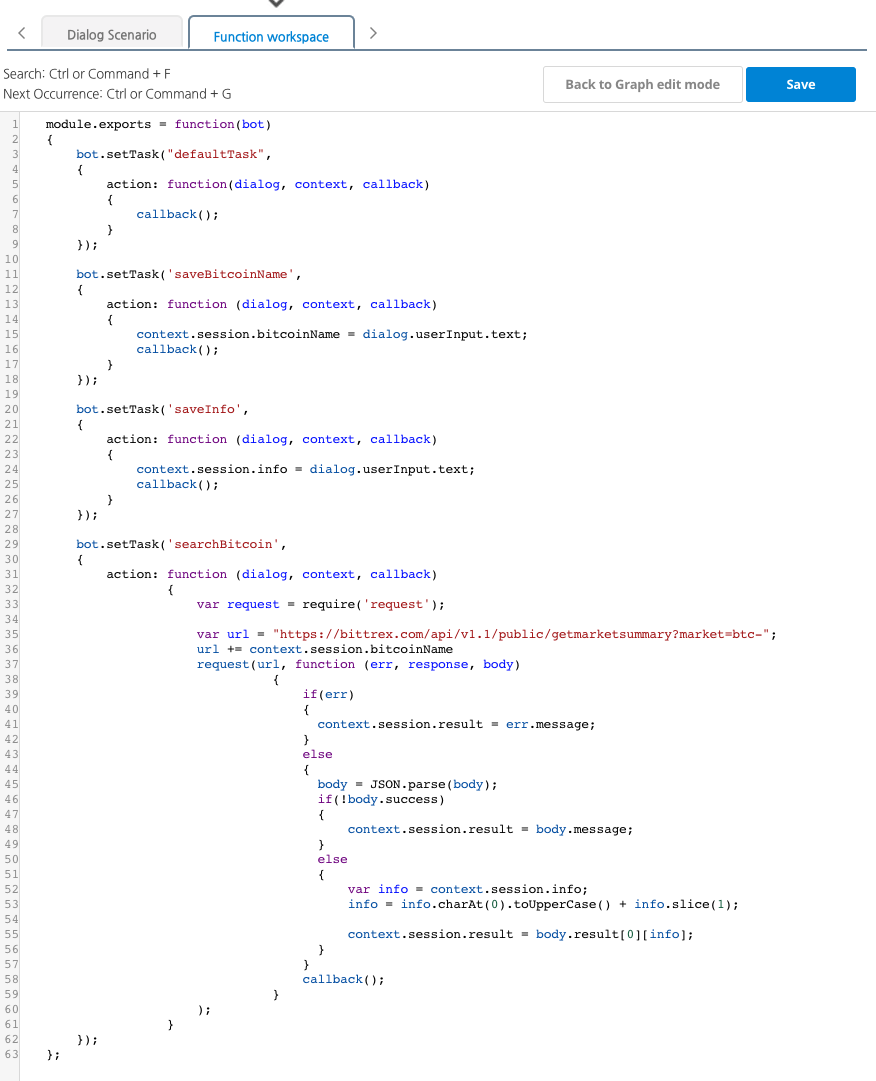 Dialog Scenario
Function workspace
Search: Ctrl or Command + F
Next Occurrence: Ctrl or Command + G
Back to Graph edit mode
Save
1 module.exports = function(bot)
2 {
3     bot.setTask("defaultTask",
4     {
5         action: function(dialog, context, callback)
6         {
7             callback();
8         }
9     });
10
11     bot.setTask('saveBitcoinName',
12     {
13         action: function (dialog, context, callback)
14         {
15             context.session.bitcoinName = dialog.userInput.text;
16             callback();
17         }
18     });
19
20     bot.setTask('saveInfo',
21     {
22         action: function (dialog, context, callback)
23         {
24             context.session.info = dialog.userInput.text;
25             callback();
26         }
27     });
28
29     bot.setTask('searchBitcoin',
30     {
31         action: function (dialog, context, callback)
32                 {
33                     var request = require('request');
34
35                     var url = "https://bittrex.com/api/v1.1/public/getmarketsummary?market=btc-";
36                     url += context.session.bitcoinName
37                     request(url, function (err, response, body)
38                               {
39                                   if(err)
40                                   {
41                                     context.session.result = err.message;
42                                   }
43                                   else
44                                   {
45                                     body = JSON.parse(body);
46                                     if(!body.success)
47                                     {
48                                         context.session.result = body.message;
49                                     }
50                                     else
51                                     {
52                                         var info = context.session.info;
53                                         info = info.charAt(0).toUpperCase() + info.slice(1);
54
55                                         context.session.result = body.result[0][info];
56                                     }
57                                   }
58                                   callback();
59                               }
60                     );
61                 }
62     });
63 };